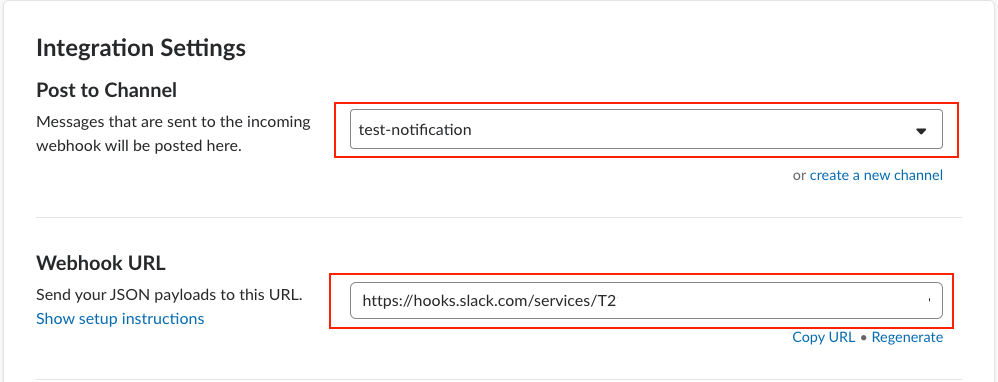 Integration Settings
Post to Channel
Messages that are sent to the incoming
webhook will be posted here.
test-notification
or create a new channel
Webhook URL
Send your JSON payloads to this URL.
Show setup instructions
https://hooks.slack.com/services/T2
Copy URL • Regenerate